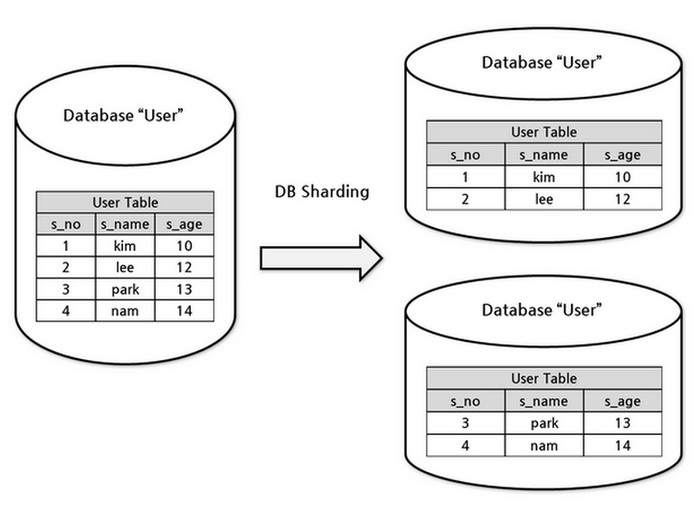 Database “User”
User Table
s_no s_name s_age
1 kim 10
2 lee 12
3 park 13
4 nam 14
DB Sharding
Database “User”
User Table
s_no s_name s_age
1 kim 10
2 lee 12
Database “User”
User Table
s_no s_name s_age
3 park 13
4 nam 14